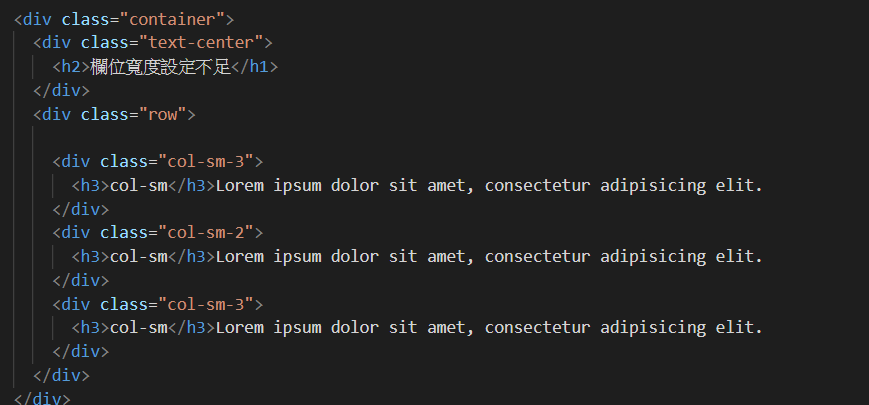 <div class="container">
<div class="text-center">
<h2>欄位寬度設定不足</h1>
</div>
<div class="row">
<div class="col-sm-3">
<h3>col-sm</h3>Lorem ipsum dolor sit amet, consectetur adipisicing elit.
</div>
<div class="col-sm-2">
<h3>col-sm</h3>Lorem ipsum dolor sit amet, consectetur adipisicing elit.
</div>
<div class="col-sm-3">
<h3>col-sm</h3>Lorem ipsum dolor sit amet, consectetur adipisicing elit.
</div>
</div>
</div>